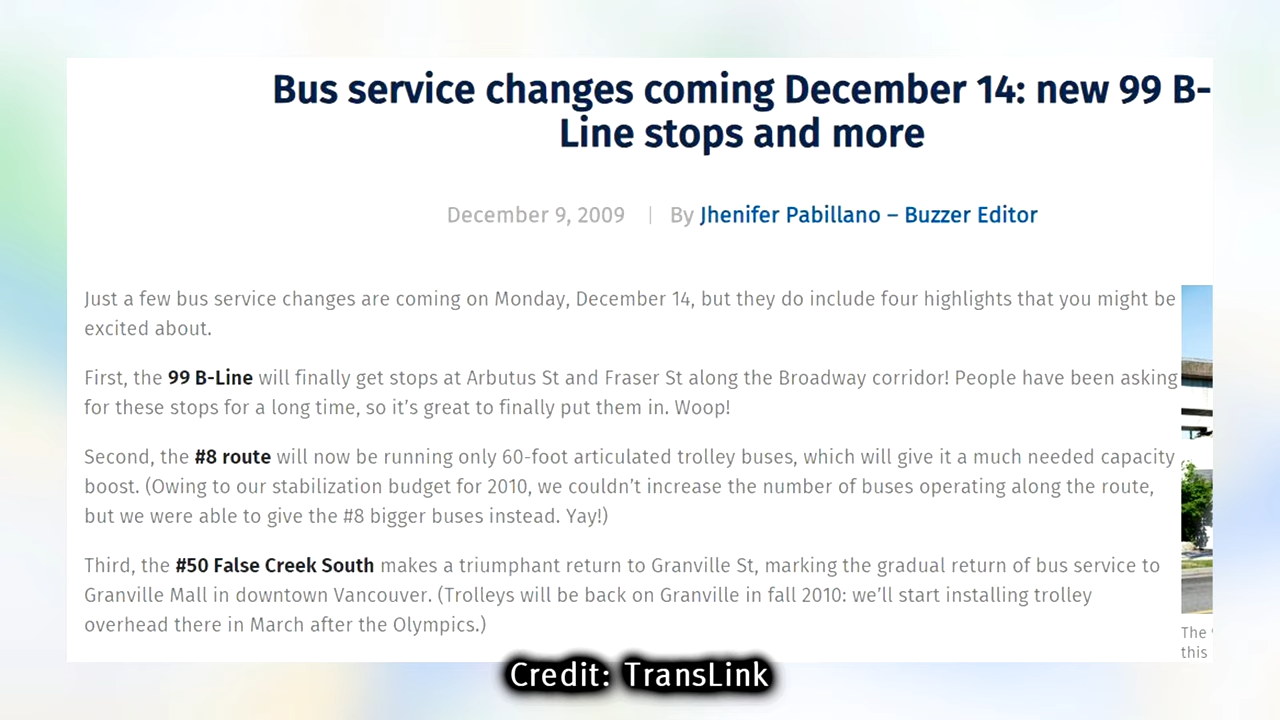 Bus service changes coming December 14: new 99 B-
Line stops and more
December 9, 2009 | By Jhenifer Pabillano – Buzzer Editor
Just a few bus service changes are coming on Monday, December 14, but they do include four highlights that you might be
excited about.
First, the 99 B-Line will finally get stops at Arbutus St and Fraser St along the Broadway corridor! People have been asking
for these stops for a long time, so it’s great to finally put them in. Woop!
Second, the #8 route will now be running only 60-foot articulated trolley buses, which will give it a much needed capacity
boost. (Owing to our stabilization budget for 2010, we couldn’t increase the number of buses operating along the route,
but we were able to give the #8 bigger buses instead. Yay!)
Third, the #50 False Creek South makes a triumphant return to Granville St, marking the gradual return of bus service to
Granville Mall in downtown Vancouver. (Trolleys will be back on Granville in fall 2010: we’ll start installing trolley
overhead there in March after the Olympics.)
The
this
Credit: TransLink